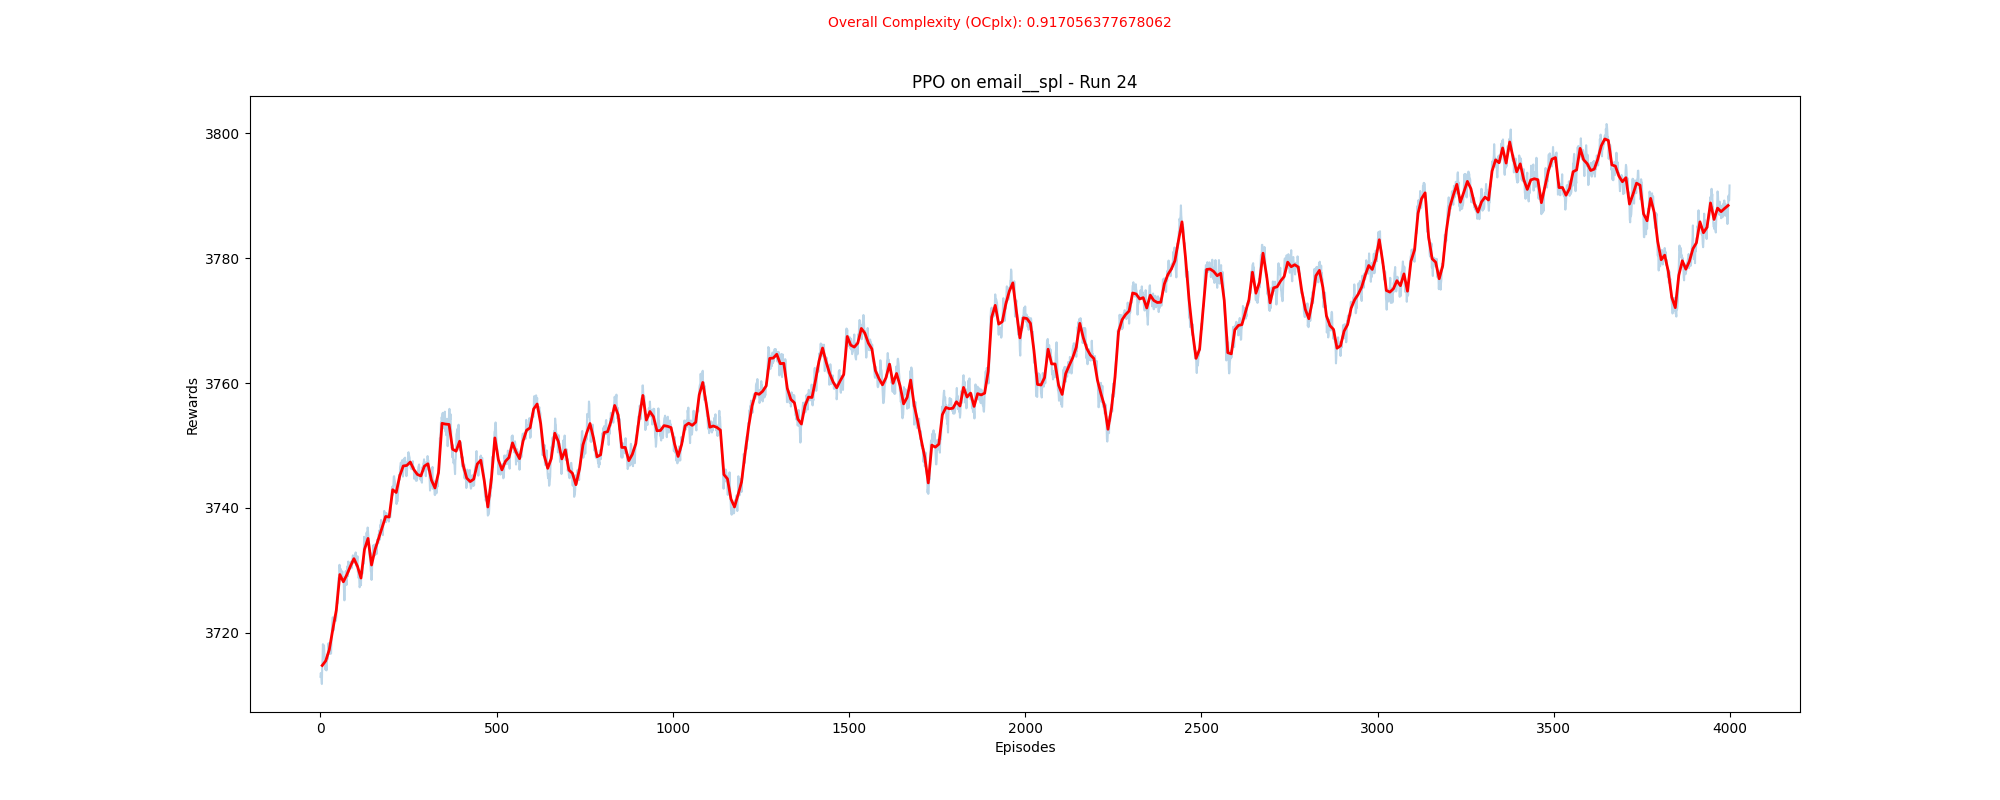 Overall Complexity (OCplx): 0.917056377678062
PPO on email__spl - Run 24
3800
3780
3760
3740
3720
Rewards
0 500 1000 1500 2000 2500 3000 3500 4000
Episodes